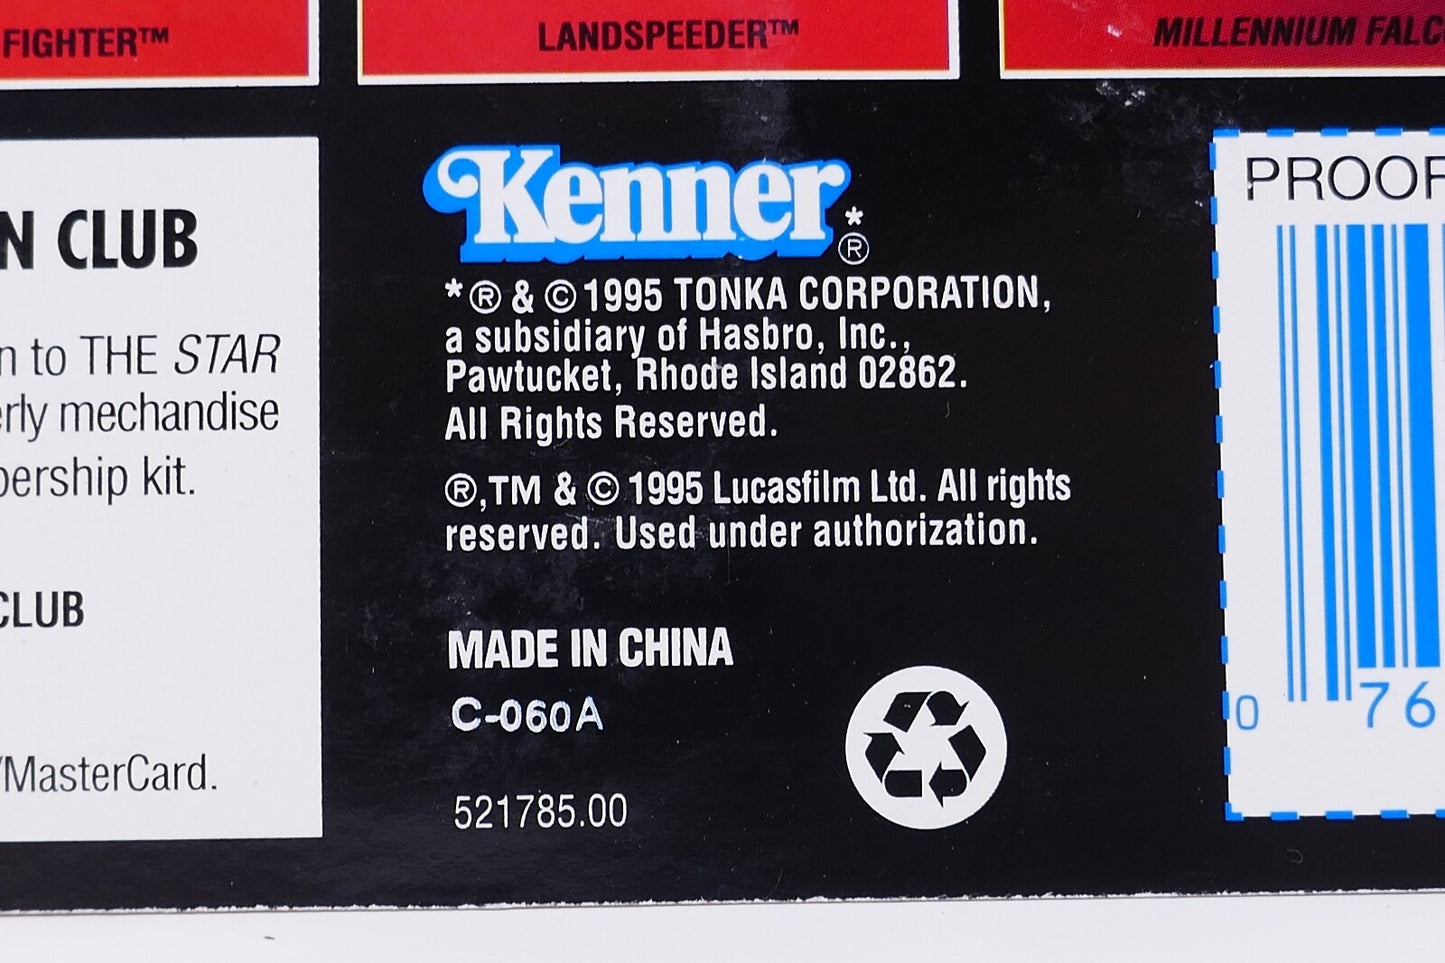 FIGHTER™
LANDSPEEDER™
MILLENNIUM FALC
N CLUB
n to THE STAR
erly mechandise
bership kit.
CLUB
/MasterCard.
Kenner*®
*® & ©1995 TONKA CORPORATION,
a subsidiary of Hasbro, Inc.,
Pawtucket, Rhode Island 02862.
All Rights Reserved.
®,TM & © 1995 Lucasfilm Ltd. All rights
reserved. Used under authorization.
MADE IN CHINA
C-060A
521785.00
PROOF
0 76